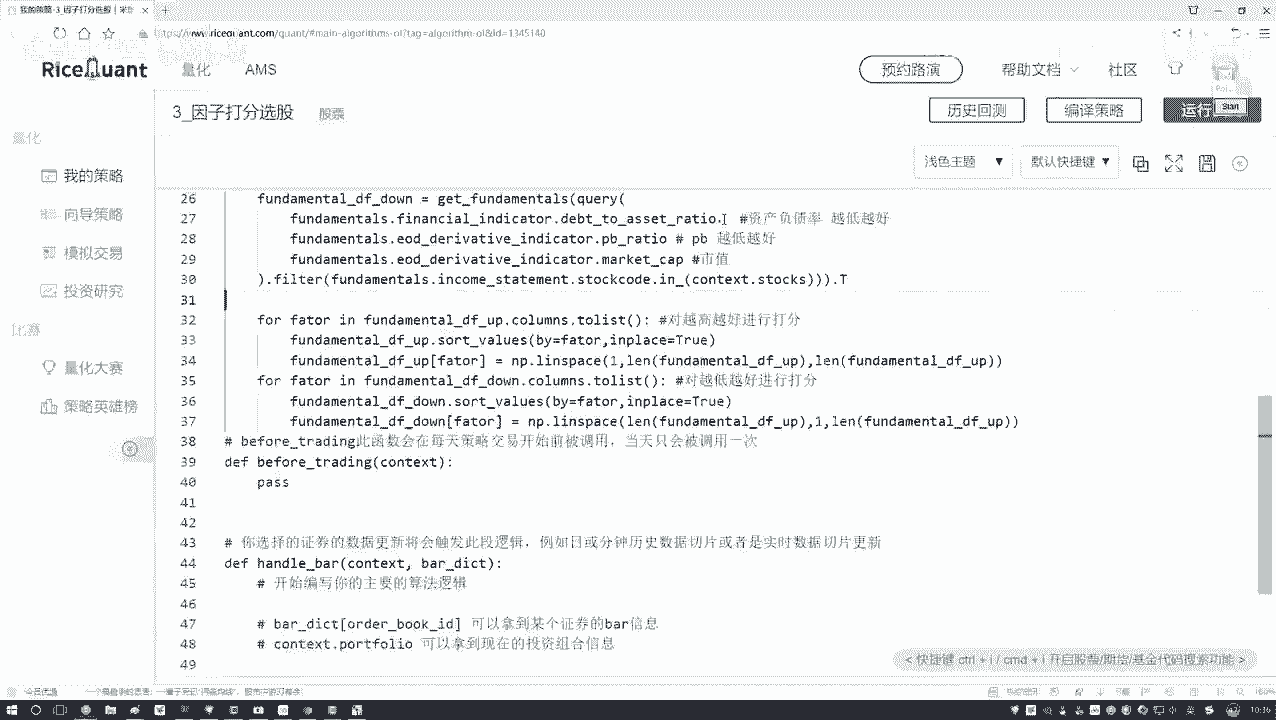 我的策略-3_因子打分选股
https://www.ricequant.com/quant/#main-algorithms-ol?tag=algorithm-ol&id=1345140
RiceQuant
量化 AMS
预约路演 帮助文档 社区
3_因子打分选股 股票
历史回测 编译策略 运行
Start
量化
浅色主题 默认快捷键
我的策略
向导策略
模拟交易
投资研究
比赛
量化大赛
策略英雄榜
26 fundamental_df_down = get_fundamentals(query(
27 fundamentals.financial_indicator.debt_to_asset_ratio. #资产负债率 越低越好
28 fundamentals.eod_derivative_indicator.pb_ratio # pb 越低越好
29 fundamentals.eod_derivative_indicator.market_cap #市值
30 ).filter(fundamentals.income_statement.stockcode.in_(context.stocks))).T
31
32 for fator in fundamental_df_up.columns.tolist(): #对越高越好进行打分
33 fundamental_df_up.sort_values(by=fator,inplace=True)
34 fundamental_df_up[fator] = np.linspace(1,len(fundamental_df_up),len(fundamental_df_up))
35 for fator in fundamental_df_down.columns.tolist(): #对越低越好进行打分
36 fundamental_df_down.sort_values(by=fator,inplace=True)
37 fundamental_df_down[fator] = np.linspace(len(fundamental_df_up),1,len(fundamental_df_up))
38 # before_trading此函数会在每天策略交易开始前被调用，当天只会被调用一次
39 def before_trading(context):
40 pass
41
42
43 # 你选择的证券的数据更新将会触发此段逻辑，例如日或分钟历史数据切片或者是实时数据切片更新
44 def handle_bar(context, bar_dict):
45 # 开始编写你的主要的算法逻辑
46
47 # bar_dict[order_book_id] 可以拿到某个证券的bar信息
48 # context.portfolio 可以拿到现在的投资组合信息
49
< 快捷键 ctrl + i / cmd + i 开启股票/期货/基金代码搜索功能 >
10:36